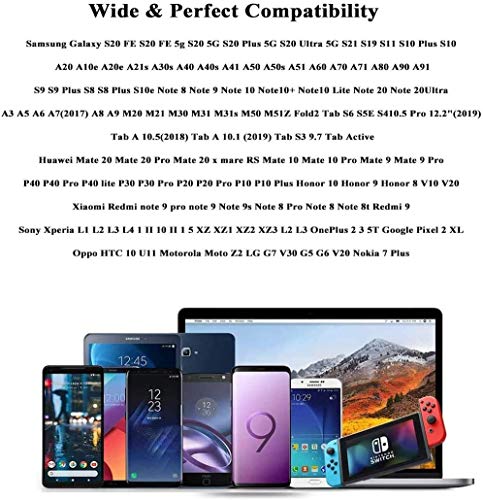 Wide & Perfect Compatibility
Samsung Galaxy S20 FE S20 FE 5g S20 5G S20 Plus 5G S20 Ultra 5G S21 S19 S11 S10 Plus S10
A20 A10e A20e A21s A30s A40 A40s A41 A50 A50s A51 A60 A70 A71 A80 A90 A91
S9 S9 Plus S8 S8 Plus S10e Note 8 Note 9 Note 10 Note10+ Note10 Lite Note 20 Note 20Ultra
A3 A5 A6 A7(2017) A8 A9 M20 M21 M30 M31 M31s M50 M51Z Fold2 Tab S6 S5E S410.5 Pro 12.2"(2019)
Tab A 10.5(2018) Tab A 10.1 (2019) Tab S3 9.7 Tab Active
Huawei Mate 20 Mate 20 Pro Mate 20 x mare RS Mate 10 Mate 10 Pro Mate 9 Mate 9 Pro
P40 P40 Pro P40 lite P30 P30 Pro P20 P20 Pro P10 P10 Plus Honor 10 Honor 9 Honor 8 V10 V20
Xiaomi Redmi note 9 pro note 9 Note 9s Note 8 Pro Note 8 Note 8t Redmi 9
Sony Xperia L1 L2 L3 L4 1 II 10 II 1 5 XZ XZ1 XZ2 XZ3 L2 L3 OnePlus 2 3 5T Google Pixel 2 XL
Oppo HTC 10 U11 Motorola Moto Z2 LG G7 V30 G5 G6 V20 Nokia 7 Plus
SAMSUNG
12:45
9
SWITCH